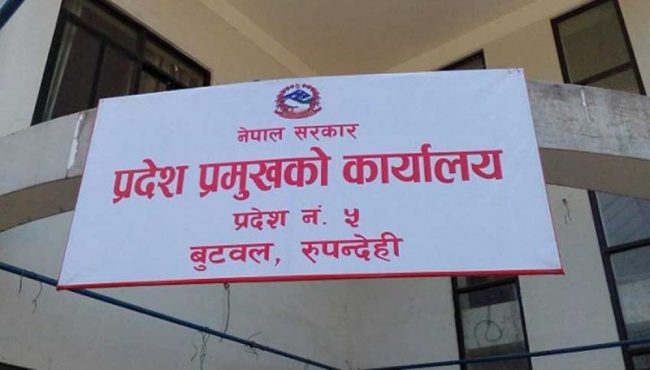 नेपाल सरकार
प्रदेश प्रमुखको कार्यालय
प्रदेश नं. ५
बुटवल, रुपन्देही